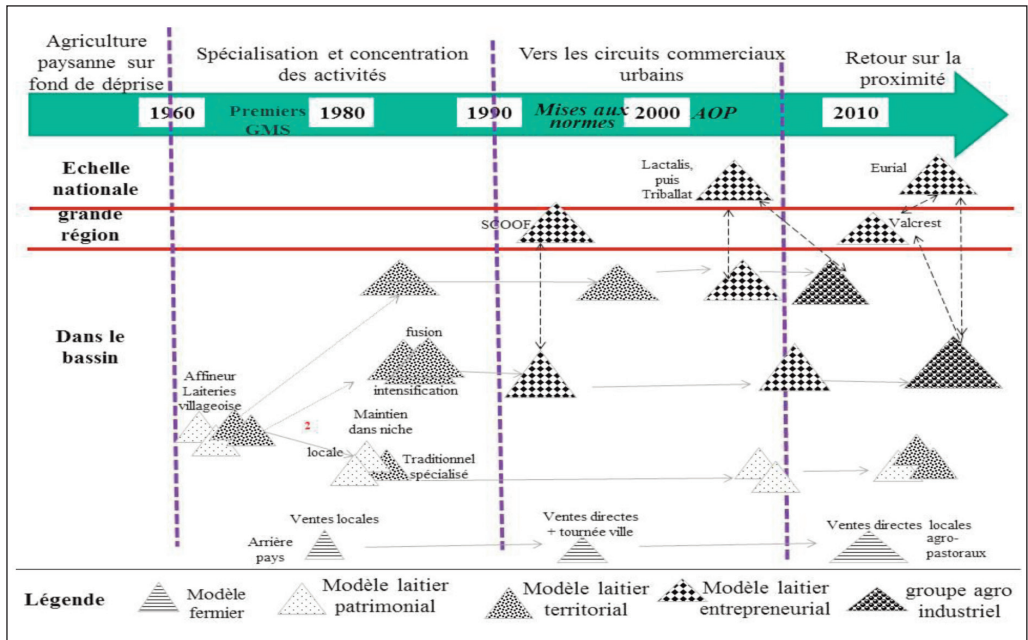 Agriculture
paysanne sur
fond de déprise
Spécialisation et concentration
des activités
Vers les circuits commerciaux
urbains
Retour sur la
proximité
1960
Premiers
GMS
1980
1990
Mises aux
normes
2000
AOP
2010
Echelle
nationale
Lactalis,
puis
Triballat
Eurial
grande
région
SCOOF
Valcrest
Dans le
bassin
fusion
intensification
Affineur
Laiteries
villageoise
2
locale
Maintien
dans niche
Traditionnel
spécialisé
Ventes locales
Arrière
pays
Ventes directes
+ tournée ville
Ventes directes
locales
agro-
pastoraux
Légende
Modèle
fermier
Modèle laitier
patrimonial
Modèle laitier
territorial
Modèle laitier
entrepreneurial
groupe agro
industriel